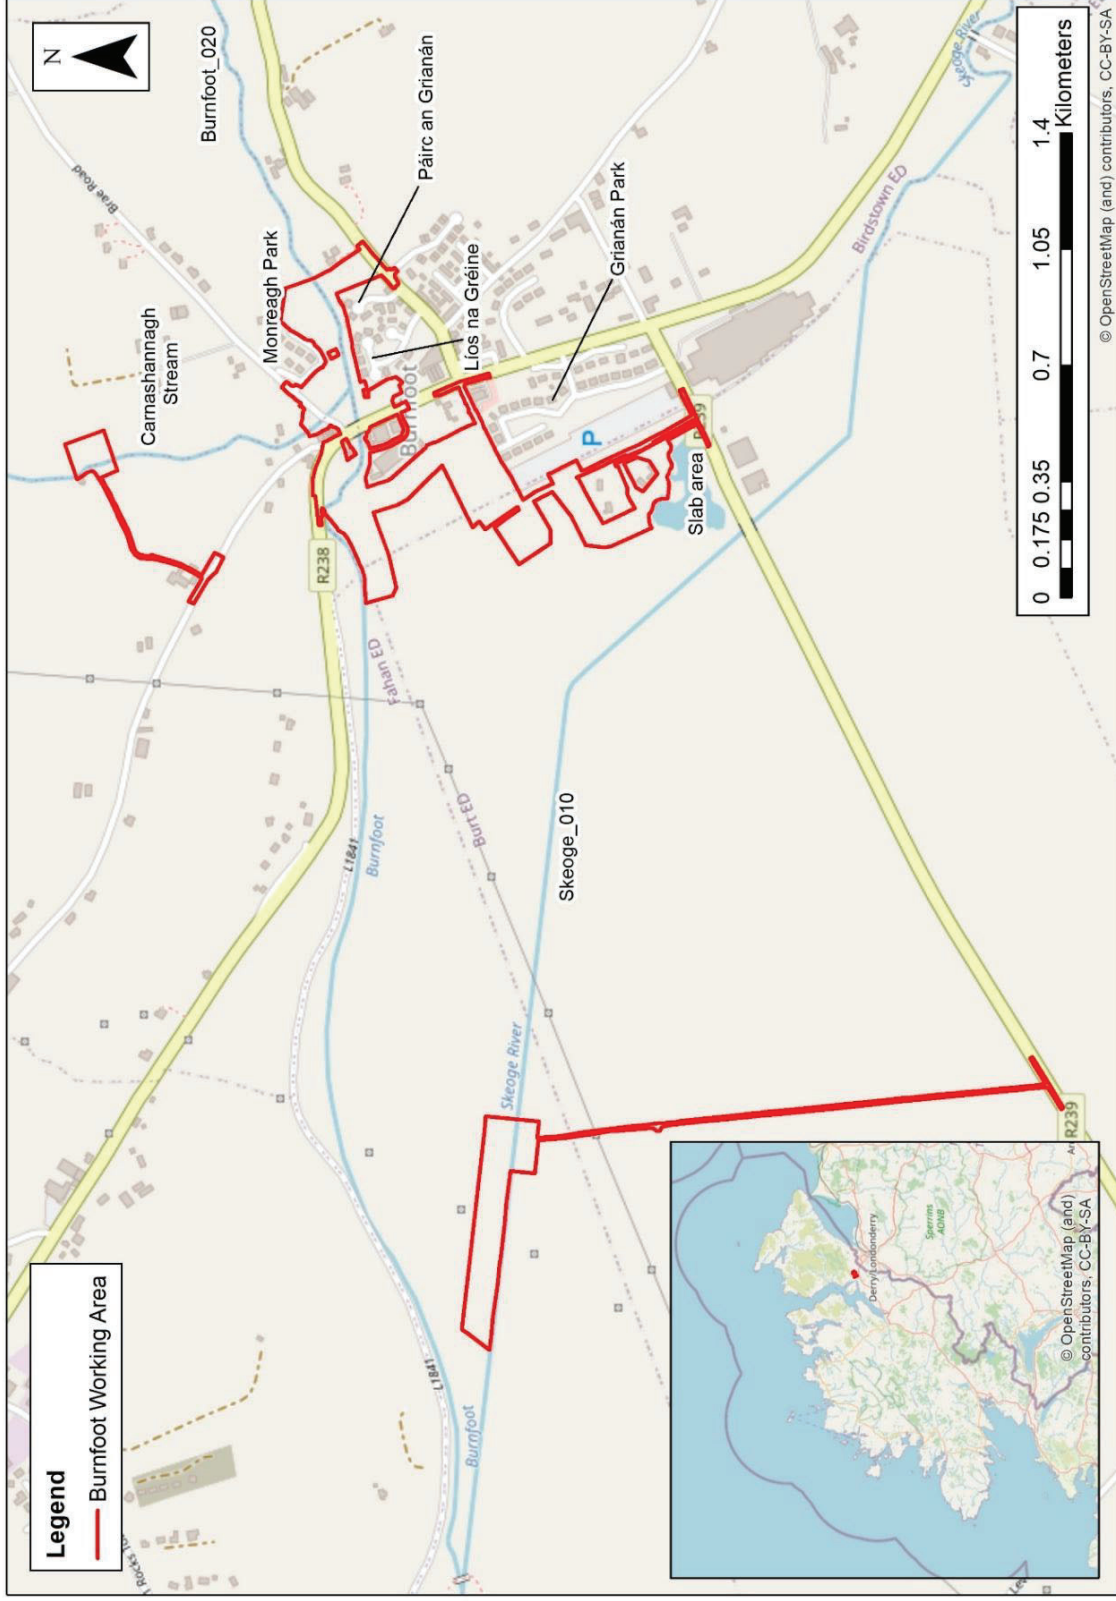 Legend
Burnfoot Working Area
N
Burnfoot_020
Brae Road
Carnashannagh
Stream
Monreagh Park
Páirc an Grianán
Líos na Gréine
Grianán Park
Burnfoot
P
R238
R239
Slab area
Birdstown ED
Skeoge River
Fahan ED
Burt ED
L1841
Burnfoot
Skeoge_010
Skeoge River
L1841
Burnfoot
R239
Derry/Londonderry
Sperrins
AONB
© OpenStreetMap (and)
contributors, CC-BY-SA
0 0.175 0.35 0.7 1.05 1.4
Kilometers
© OpenStreetMap (and) contributors, CC-BY-SA